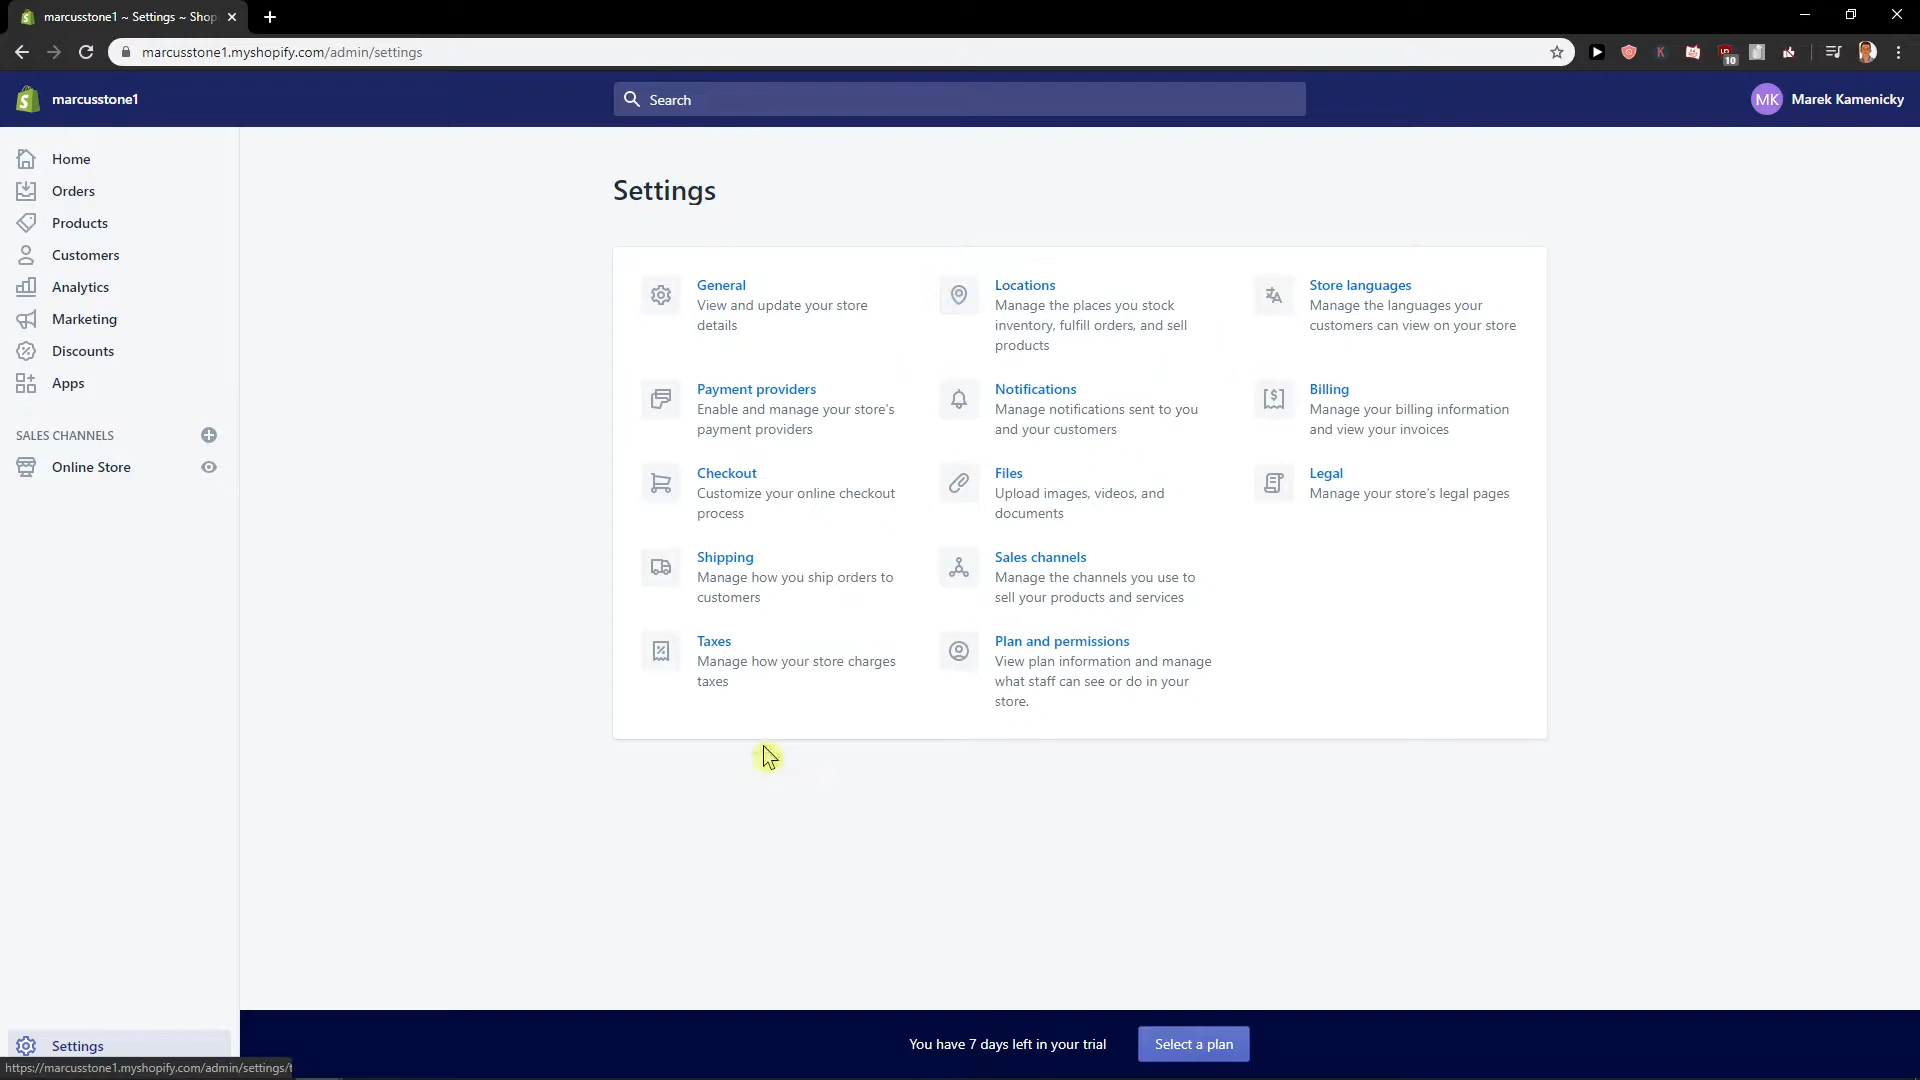 marcusstone1 ~ Settings ~ Shop
marcusstone1.myshopify.com/admin/settings
10
marcusstone1
Search
MK
Marek Kamenicky
Home
Orders
Products
Customers
Analytics
Marketing
Discounts
Apps
SALES CHANNELS
Online Store
Settings
https://marcusstone1.myshopify.com/admin/settings/t
Settings
General
View and update your store
details
Payment providers
Enable and manage your store's
payment providers
Checkout
Customize your online checkout
process
Shipping
Manage how you ship orders to
customers
Taxes
Manage how your store charges
taxes
Locations
Manage the places you stock
inventory, fulfill orders, and sell
products
Notifications
Manage notifications sent to you
and your customers
Files
Upload images, videos, and
documents
Sales channels
Manage the channels you use to
sell your products and services
Plan and permissions
View plan information and manage
what staff can see or do in your
store.
Store languages
Manage the languages your
customers can view on your store
Billing
Manage your billing information
and view your invoices
Legal
Manage your store's legal pages
You have 7 days left in your trial
Select a plan